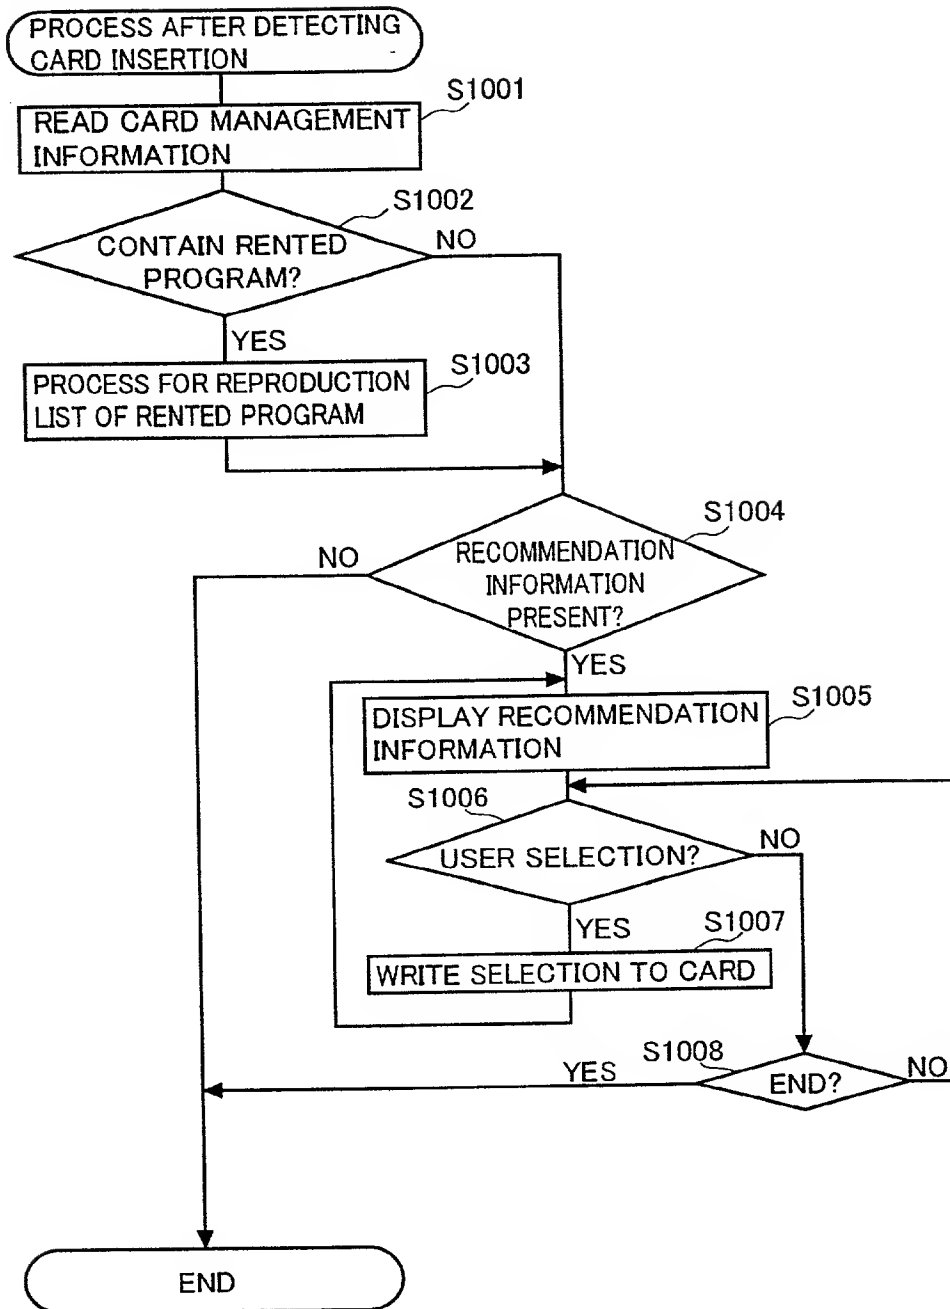 PROCESS AFTER DETECTING
CARD INSERTION
S1001
READ CARD MANAGEMENT
INFORMATION
S1002
CONTAIN RENTED
PROGRAM?
NO
YES
S1003
PROCESS FOR REPRODUCTION
LIST OF RENTED PROGRAM
S1004
NO
RECOMMENDATION
INFORMATION
PRESENT?
YES
S1005
DISPLAY RECOMMENDATION
INFORMATION
S1006
USER SELECTION?
NO
YES
S1007
WRITE SELECTION TO CARD
S1008
YES
END?
NO
END